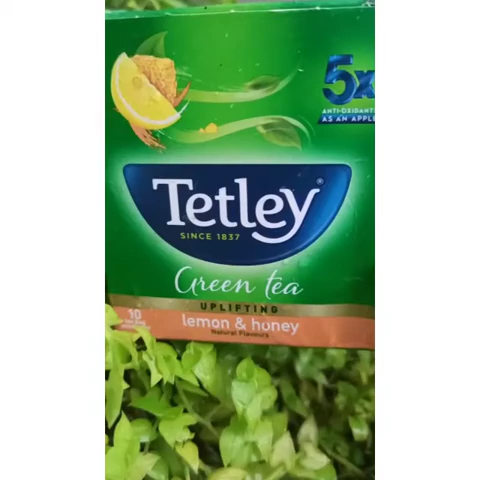 5x
ANTI-OXIDANTS
AS AN APPLE
Tetley®
SINCE 1837
Green tea
UPLIFTING
10
lemon & honey
Natural Flavours